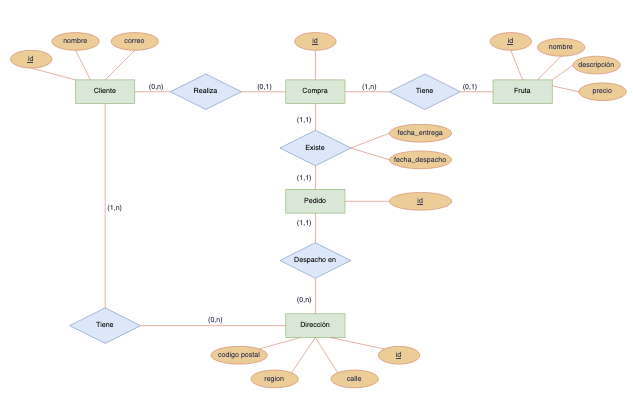 nombre
correo
id
id
id
nombre
descripción
precio
Cliente
(0,n)
Realiza
(0,1)
Compra
(1,n)
Tiene
(0,1)
Fruta
(1,1)
fecha_entrega
Existe
fecha_despacho
(1,1)
Pedido
id
(1,n)
(1,1)
Despacho en
(0,n)
Tiene
(0,n)
Dirección
codigo postal
id
region
calle